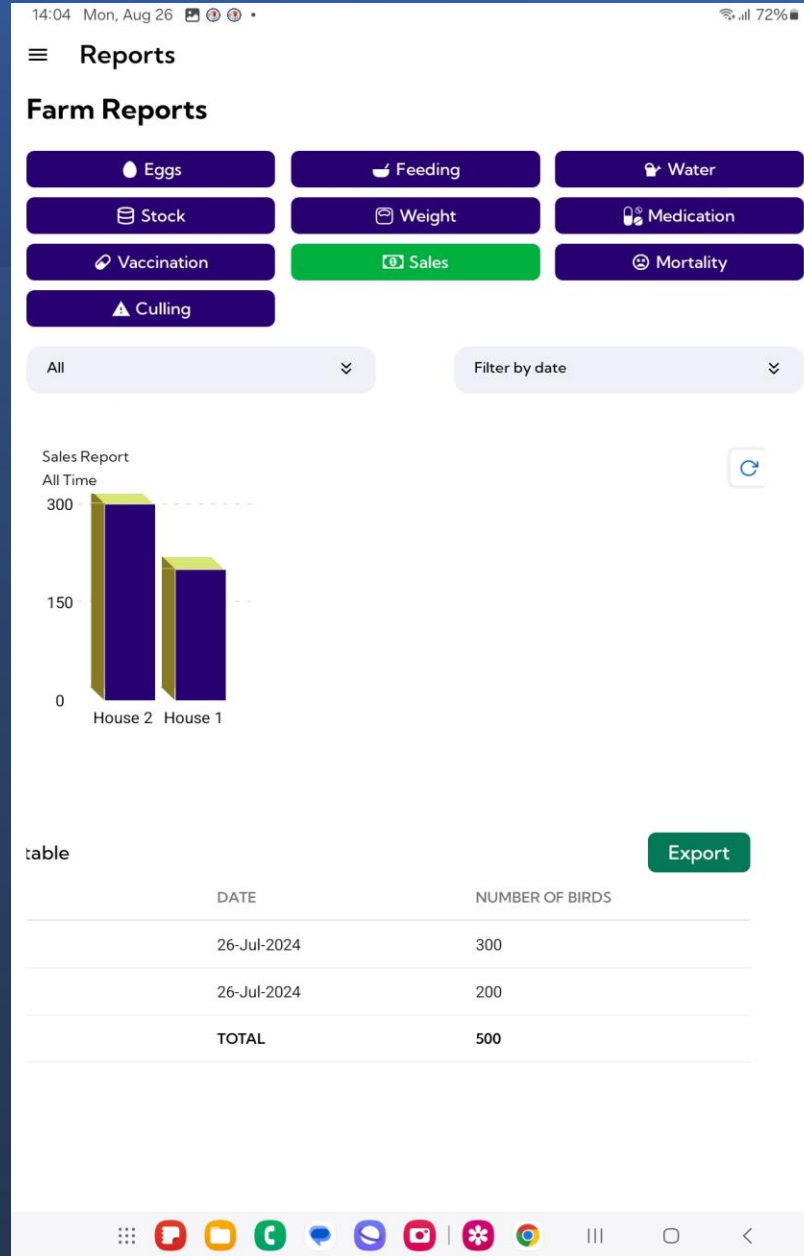 14:04 Mon, Aug 26 72%
Reports
Farm Reports
Eggs Feeding Water
Stock Weight Medication
Vaccination Sales Mortality
Culling
All Filter by date
Sales Report
All Time
300
150
0
House 2 House 1
table Export
DATE NUMBER OF BIRDS
26-Jul-2024 300
26-Jul-2024 200
TOTAL 500